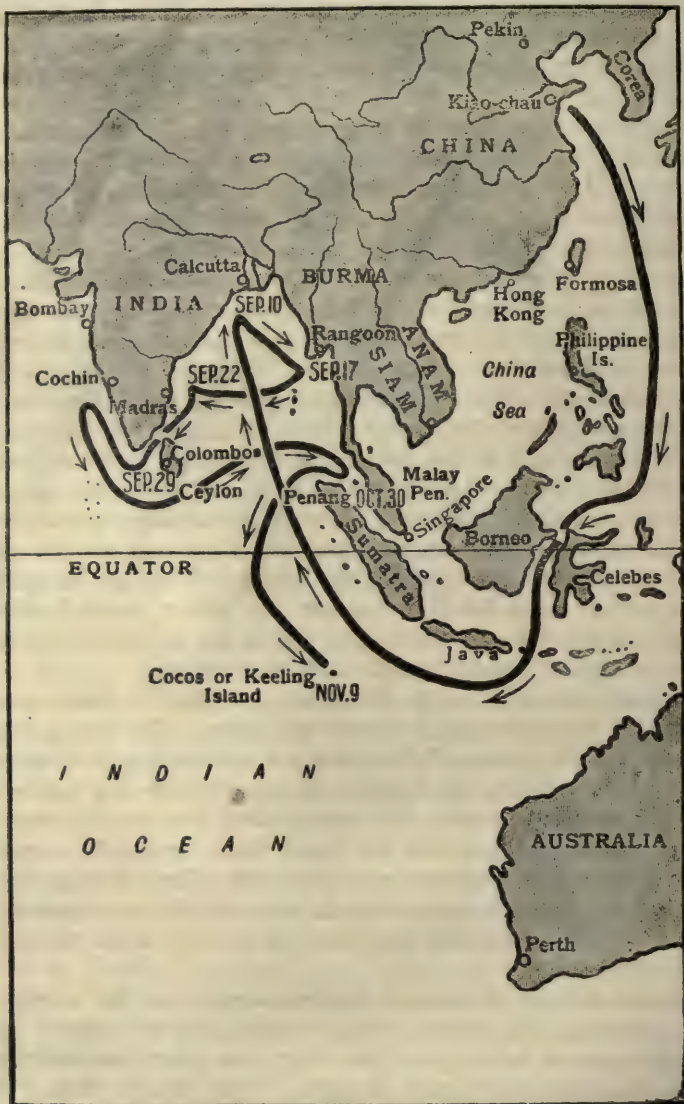 Pekin
Corea
Kiao-chau
CHINA
Calcutta
BURMA
Hong
Kong
Formosa
Bombay
INDIA
SEP.10
Rangoon
ANAM
SIAM
Philippine
Is.
Cochin
SEP.22
SEP.17
China
Sea
Madras
Colombo
SEP.29
Ceylon
Malay
Pen.
Penang
OCT.30
Singapore
Borneo
Sumatra
EQUATOR
Celebes
Java
Cocos or Keeling
Island
NOV.9
INDIAN
OCEAN
AUSTRALIA
Perth